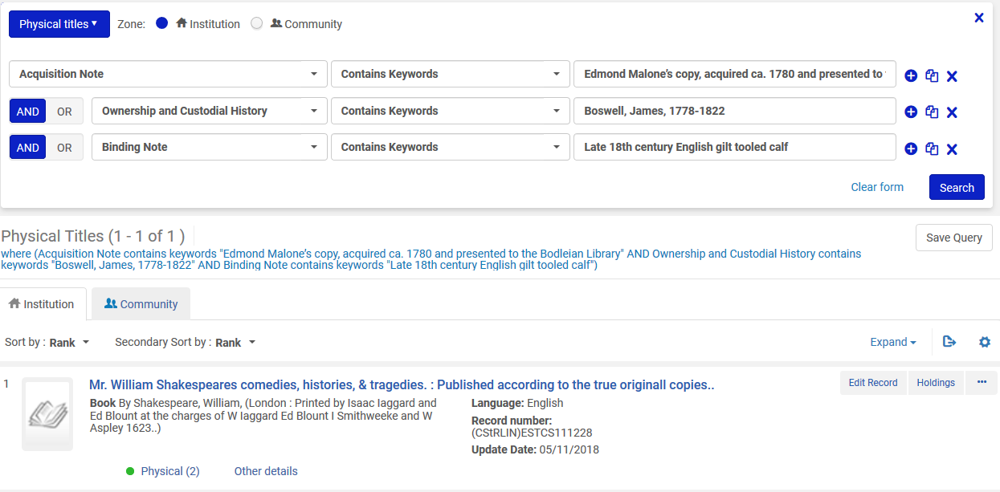 Physical titles
Zone: Institution Community
Acquisition Note Contains Keywords Edmond Malone’s copy, acquired ca. 1780 and presented to
AND OR Ownership and Custodial History Contains Keywords Boswell, James, 1778-1822
AND OR Binding Note Contains Keywords Late 18th century English gilt tooled calf
Clear form Search
Physical Titles (1 - 1 of 1 )
Save Query
where (Acquisition Note contains keywords "Edmond Malone’s copy, acquired ca. 1780 and presented to the Bodleian Library" AND Ownership and Custodial History contains
keywords "Boswell, James, 1778-1822" AND Binding Note contains keywords "Late 18th century English gilt tooled calf")
Institution Community
Sort by : Rank Secondary Sort by : Rank Expand
1
Mr. William Shakespeares comedies, histories, & tragedies. : Published according to the true originall copies..
Edit Record Holdings ...
Book By Shakespeare, William, (London : Printed by Isaac Iaggard and
Ed Blount at the charges of W Iaggard Ed Blount I Smithweeke and W
Aspley 1623..)
Language: English
Record number:
(CStRLIN)ESTCS111228
Update Date: 05/11/2018
Physical (2) Other details